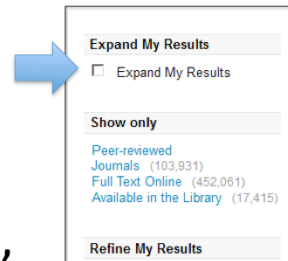 Expand My Results
Expand My Results
Show only
Peer-reviewed
Journals (103,931)
Full Text Online (452,061)
Available in the Library (17,415)
Refine My Results
,